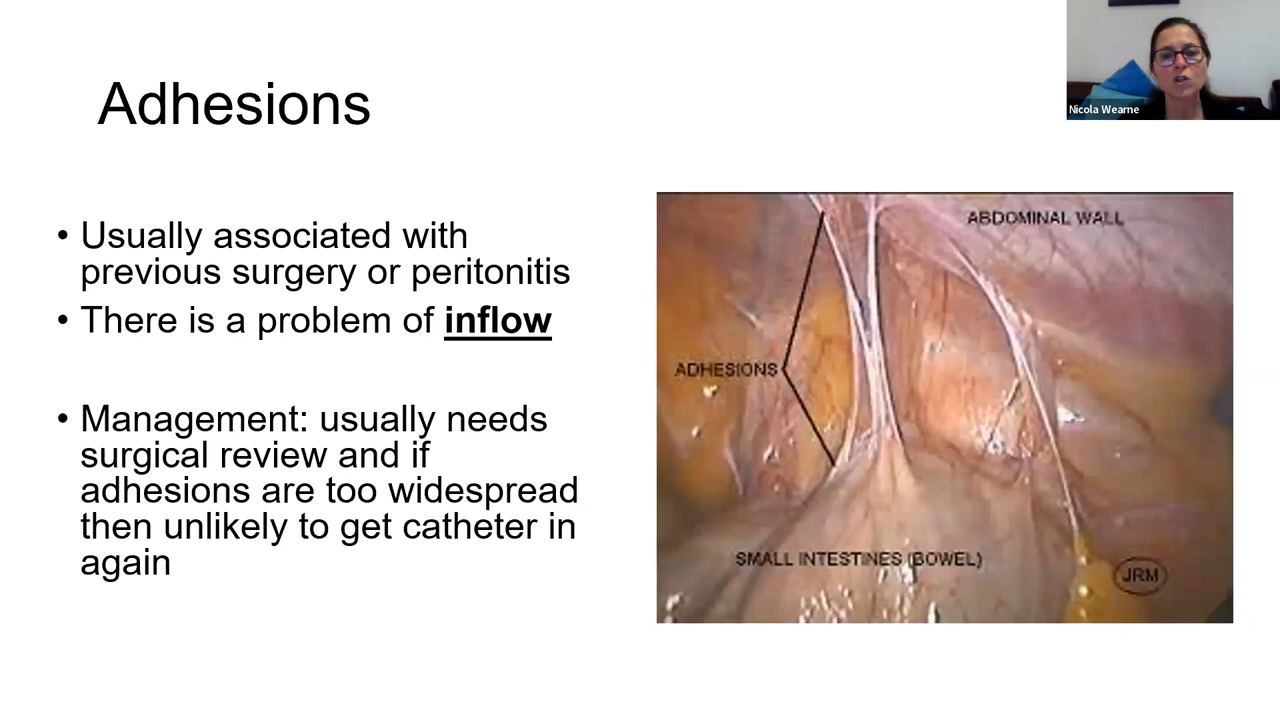 Adhesions
Nicola Wearne
• Usually associated with
previous surgery or peritonitis
• There is a problem of inflow
• Management: usually needs
surgical review and if
adhesions are too widespread
then unlikely to get catheter in
again
ABDOMINAL WALL
ADHESIONS
SMALL INTESTINES (BOWEL)
JRM